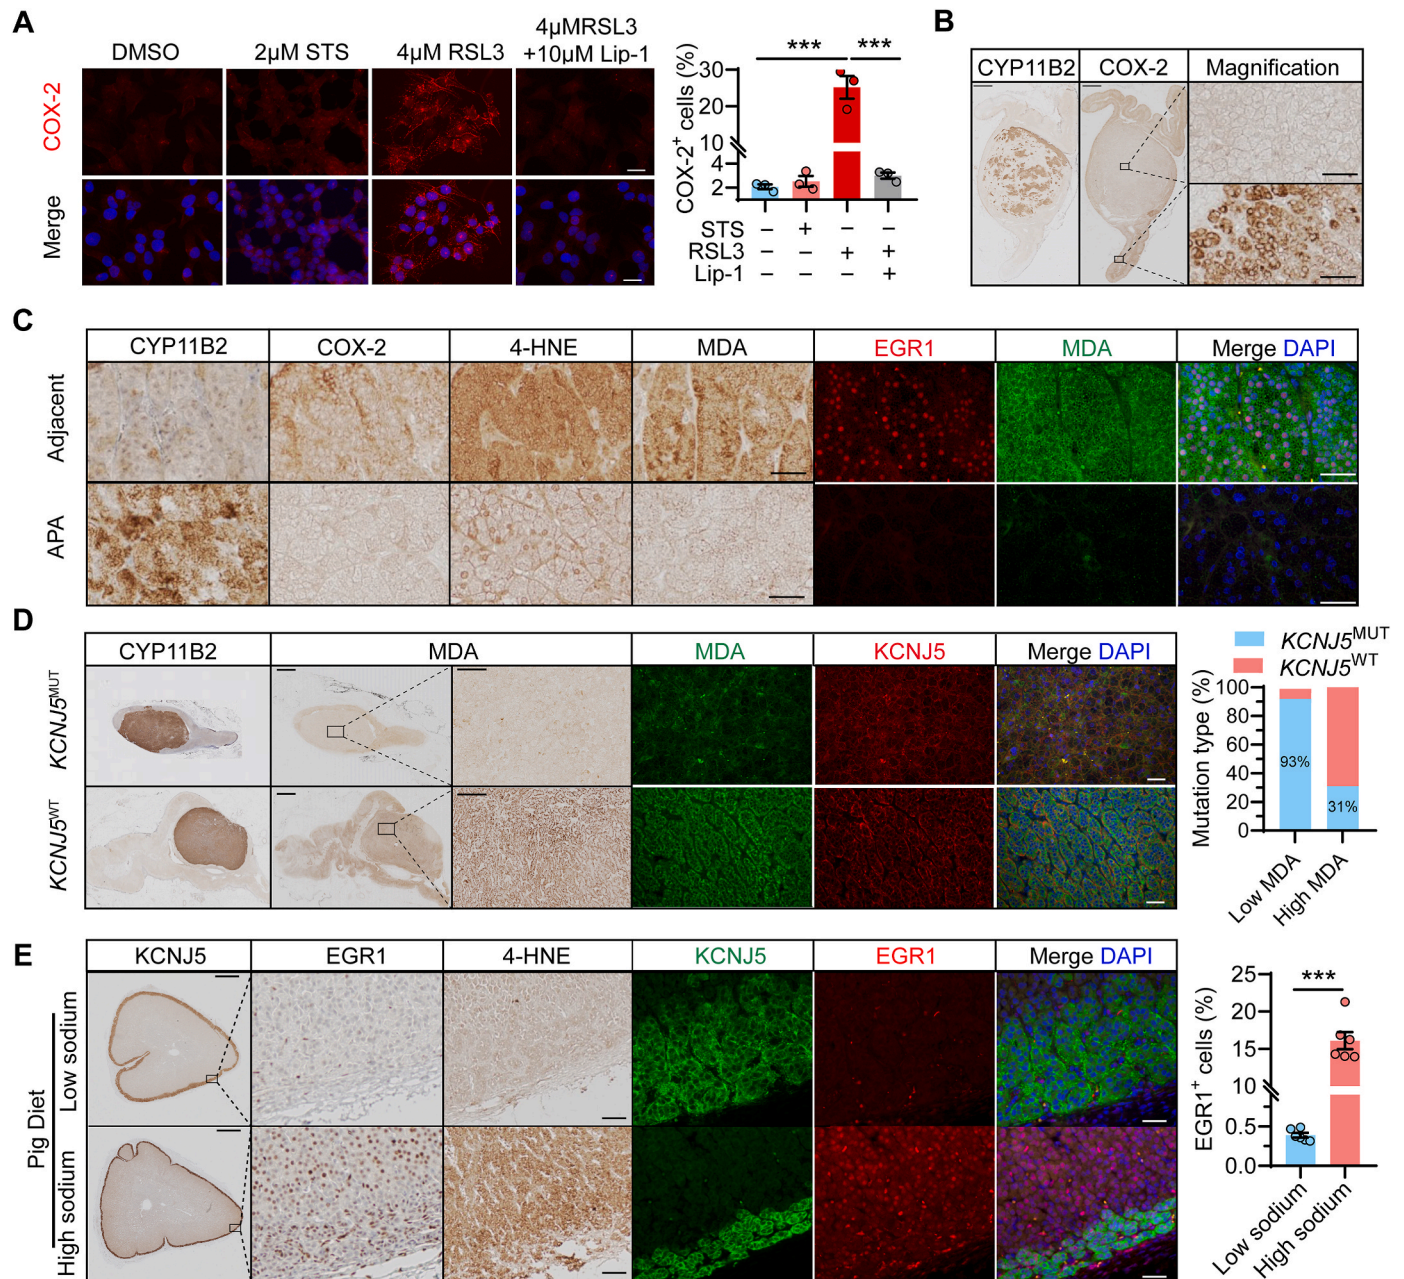 A
DMSO
2μM STS
4μM RSL3
4μMRSL3
+10μM Lip-1
COX-2
Merge
COX-2+ cells (%)
30
20
10
4
2
***
***
STS − + − −
RSL3 − − + +
Lip-1 − − − +
B
CYP11B2
COX-2
Magnification
C
CYP11B2
COX-2
4-HNE
MDA
EGR1
MDA
Merge DAPI
Adjacent
APA
D
CYP11B2
MDA
MDA
KCNJ5
Merge DAPI
KCNJ5MUT
KCNJ5WT
KCNJ5MUT
KCNJ5WT
Mutation type (%)
100
80
60
40
20
0
93%
31%
Low MDA
High MDA
E
KCNJ5
EGR1
4-HNE
KCNJ5
EGR1
Merge DAPI
Pig Diet
Low sodium
High sodium
EGR1+ cells (%)
25
20
15
10
0.5
0.0
***
Low sodium
High sodium